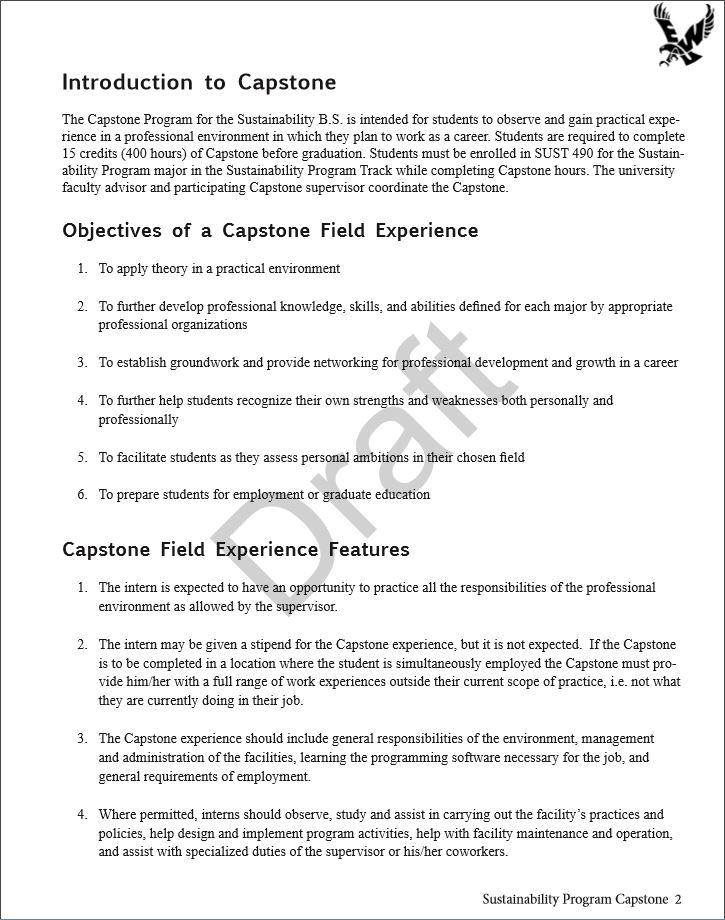 EW
Introduction to Capstone
The Capstone Program for the Sustainability B.S. is intended for students to observe and gain practical expe-
rience in a professional environment in which they plan to work as a career. Students are required to complete
15 credits (400 hours) of Capstone before graduation. Students must be enrolled in SUST 490 for the Sustain-
ability Program major in the Sustainability Program Track while completing Capstone hours. The university
faculty advisor and participating Capstone supervisor coordinate the Capstone.
Objectives of a Capstone Field Experience
1. To apply theory in a practical environment
2. To further develop professional knowledge, skills, and abilities defined for each major by appropriate
professional organizations
3. To establish groundwork and provide networking for professional development and growth in a career
4. To further help students recognize their own strengths and weaknesses both personally and
professionally
5. To facilitate students as they assess personal ambitions in their chosen field
6. To prepare students for employment or graduate education
Draft
Capstone Field Experience Features
1. The intern is expected to have an opportunity to practice all the responsibilities of the professional
environment as allowed by the supervisor.
2. The intern may be given a stipend for the Capstone experience, but it is not expected.  If the Capstone
is to be completed in a location where the student is simultaneously employed the Capstone must pro-
vide him/her with a full range of work experiences outside their current scope of practice, i.e. not what
they are currently doing in their job.
3. The Capstone experience should include general responsibilities of the environment, management
and administration of the facilities, learning the programming software necessary for the job, and
general requirements of employment.
4. Where permitted, interns should observe, study and assist in carrying out the facility’s practices and
policies, help design and implement program activities, help with facility maintenance and operation,
and assist with specialized duties of the supervisor or his/her coworkers.
Sustainability Program Capstone 2